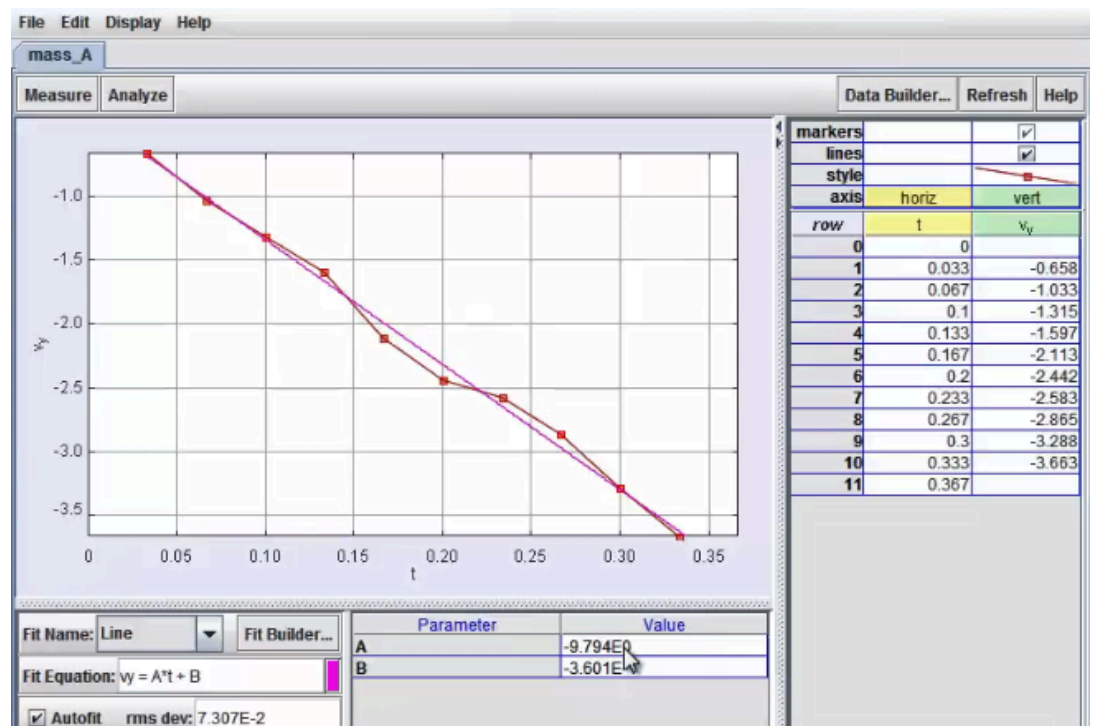 File Edit Display Help
mass_A
Measure Analyze Data Builder... Refresh Help
markers
lines
style
axis horiz vert
row t vy
0 0
1 0.033 -0.658
2 0.067 -1.033
3 0.1 -1.315
4 0.133 -1.597
5 0.167 -2.113
6 0.2 -2.442
7 0.233 -2.583
8 0.267 -2.865
9 0.3 -3.288
10 0.333 -3.663
11 0.367
-1.0
-1.5
-2.0
-2.5
-3.0
-3.5
vy
0 0.05 0.10 0.15 0.20 0.25 0.30 0.35
t
Fit Name: Line Fit Builder...
Fit Equation: vy = A*t + B
Autofit rms dev: 7.307E-2
Parameter Value
A -9.794E0
B